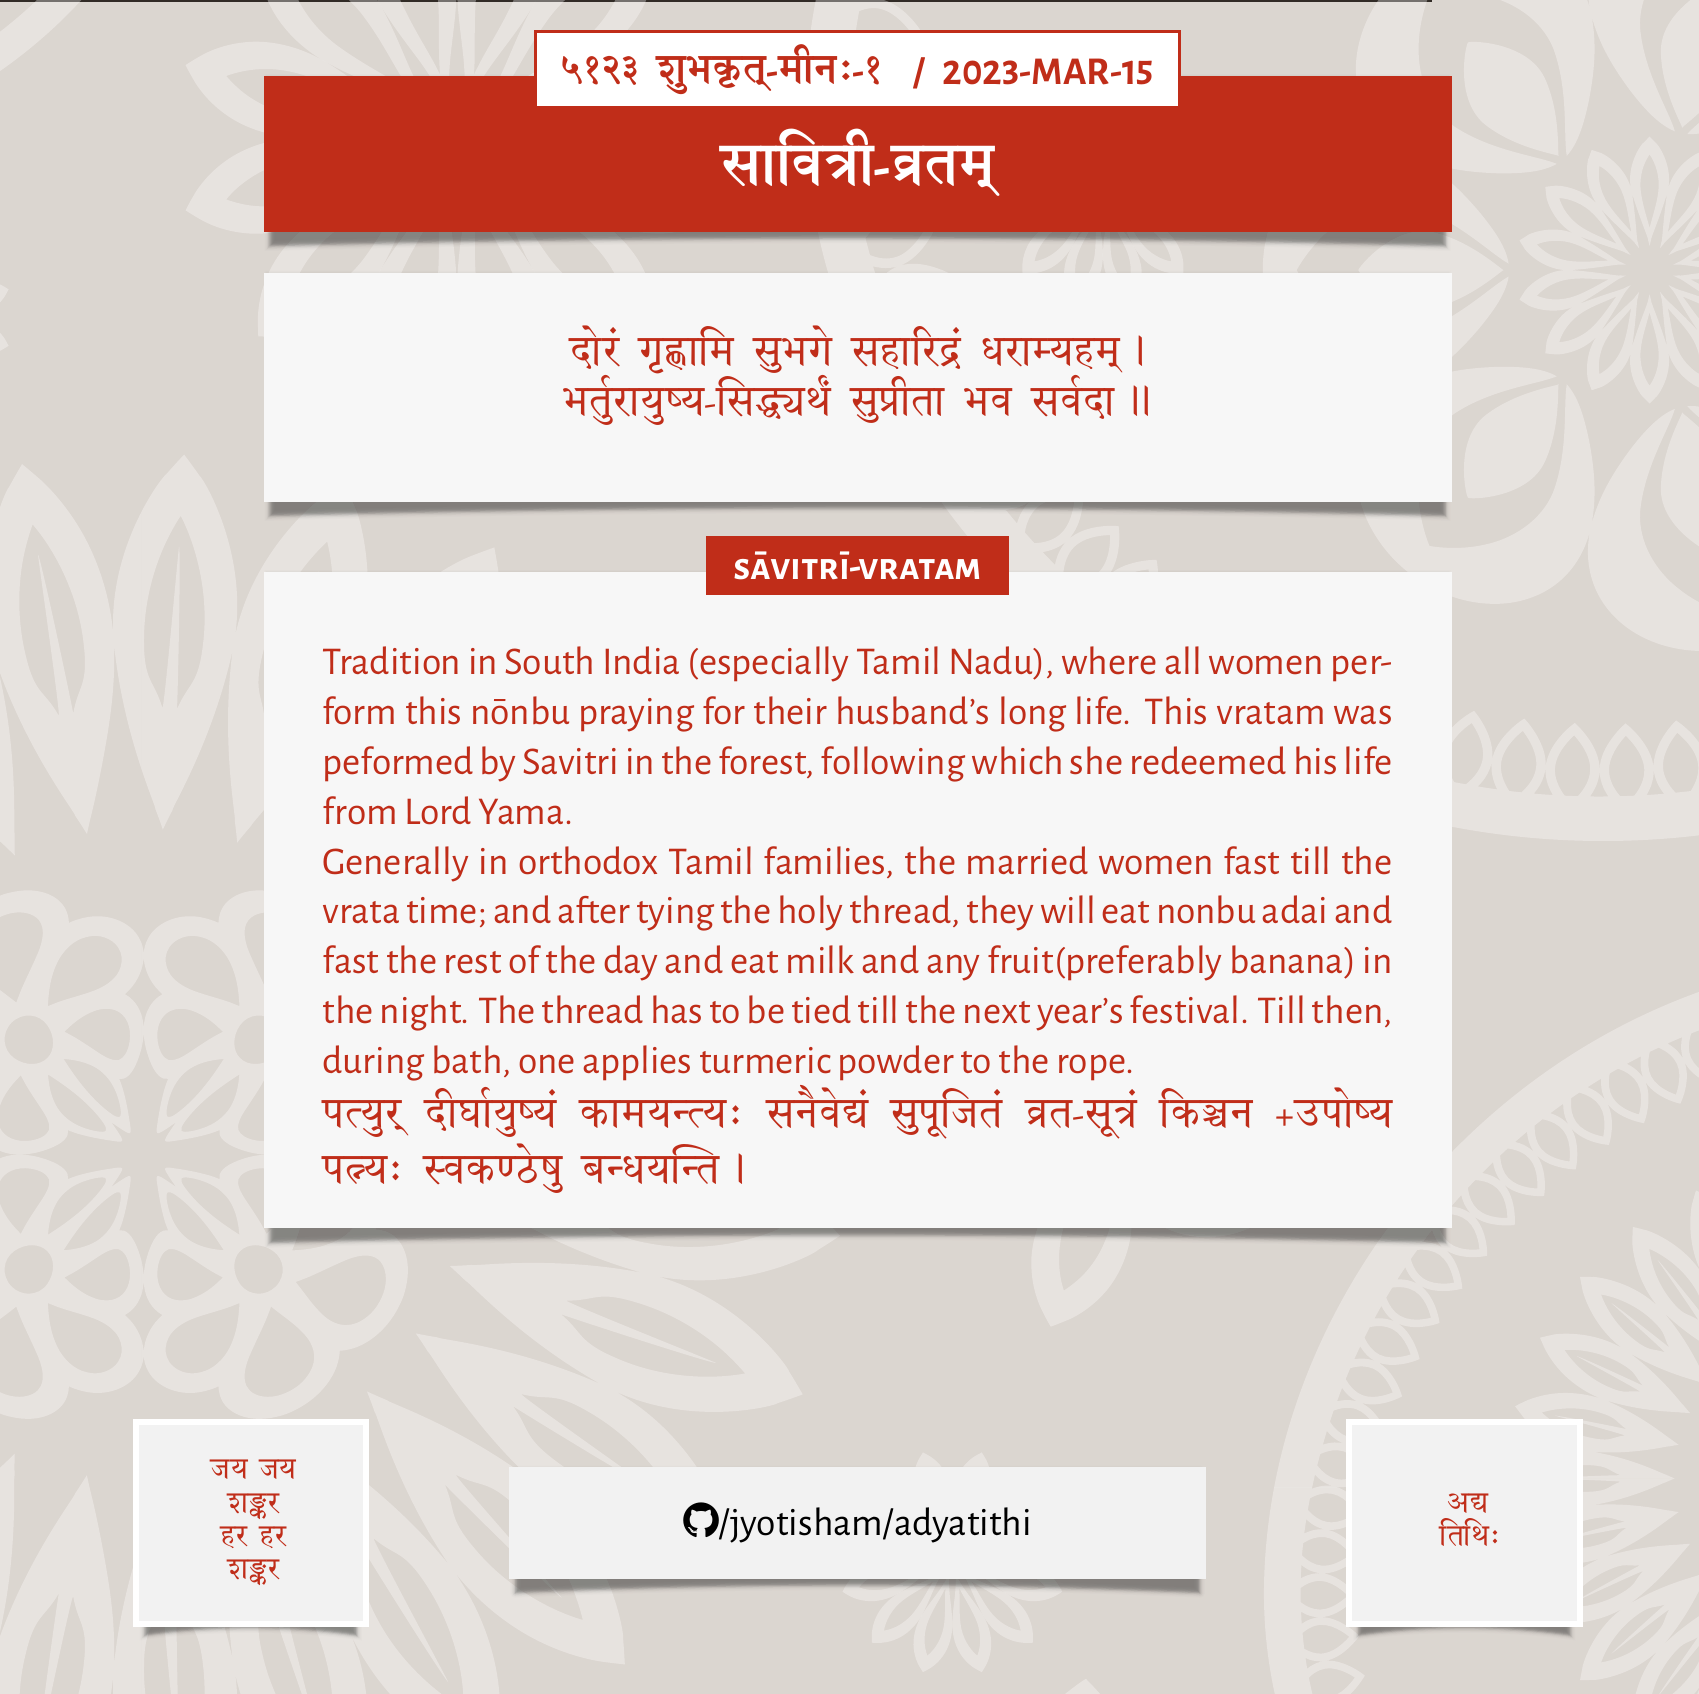 ५१२३ शुभकृत्-मीनः-१ / 2023-MAR-15
सावित्री-व्रतम्
दोरं गृह्णामि सुभगे सहारिद्रं धराम्यहम् ।
भर्तुरायुष्य-सिद्ध्यर्थं सुप्रीता भव सर्वदा ॥
SĀVITRĪ-VRATAM
Tradition in South India (especially Tamil Nadu), where all women per-
form this nōnbu praying for their husband’s long life. This vratam was
peformed by Savitri in the forest, following which she redeemed his life
from Lord Yama.
Generally in orthodox Tamil families, the married women fast till the
vrata time; and after tying the holy thread, they will eat nonbu adai and
fast the rest of the day and eat milk and any fruit(preferably banana) in
the night. The thread has to be tied till the next year’s festival. Till then,
during bath, one applies turmeric powder to the rope.
पत्युर् दीर्घायुष्यं कामयन्त्यः सनैवेद्यं सुपूजितं व्रत-सूत्रं किञ्चन +उपोष्य
पत्न्यः स्वकण्ठेषु बन्धयन्ति ।
जय जय
शङ्कर
हर हर
शङ्कर
/jyotisham/adyatithi
अद्य
तिथिः